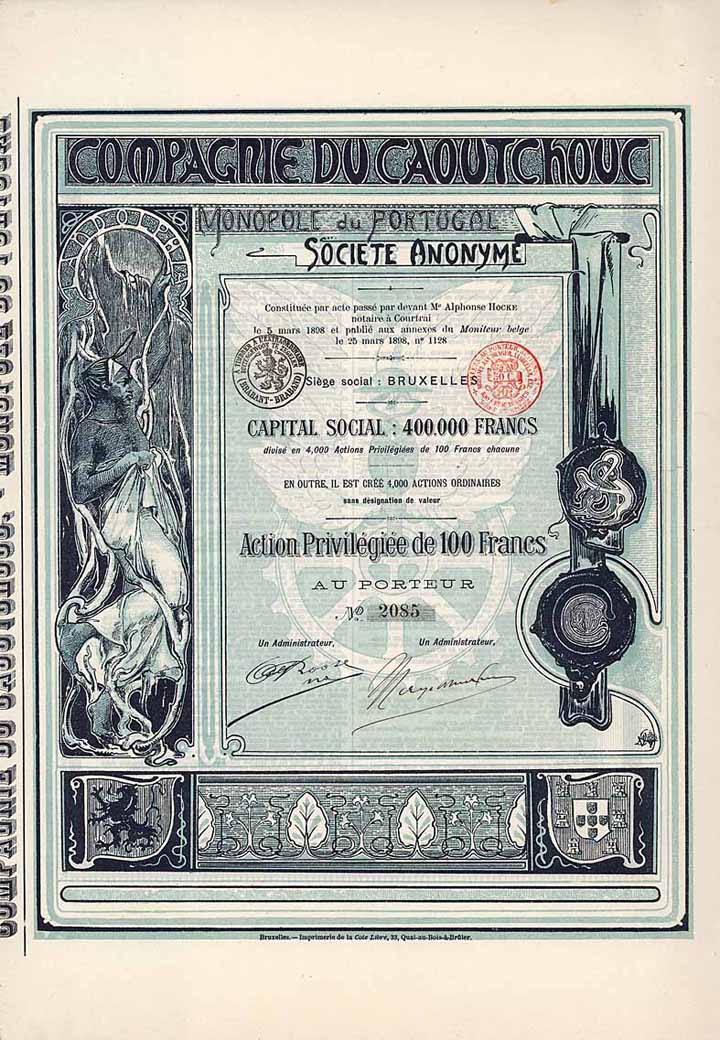 COMPAGNIE DU CAOUTCHOUC
MONOPOLE du PORTUGAL
SOCIETE ANONYME
Constituée par acte passé par devant Me Alphonse HOCKE
notaire à Courtrai
le 5 mars 1898 et publié aux annexes du Moniteur belge
le 25 mars 1898, no 1128
(BRABANT - BRABAND)
Siège social : BRUXELLES
CAPITAL SOCIAL : 400.000 FRANCS
divisé en 4,000 Actions Privilégiées de 100 Francs chacune
EN OUTRE, IL EST CRÉÉ 4,000 ACTIONS ORDINAIRES
sans désignation de valeur
Action Privilégiée de 100 Francs
AU PORTEUR
No 2085
Un Administrateur,
Un Administrateur,
Bruxelles. — Imprimerie de la Cote Libre, 33, Quai-au-Bois-à-Brûler.